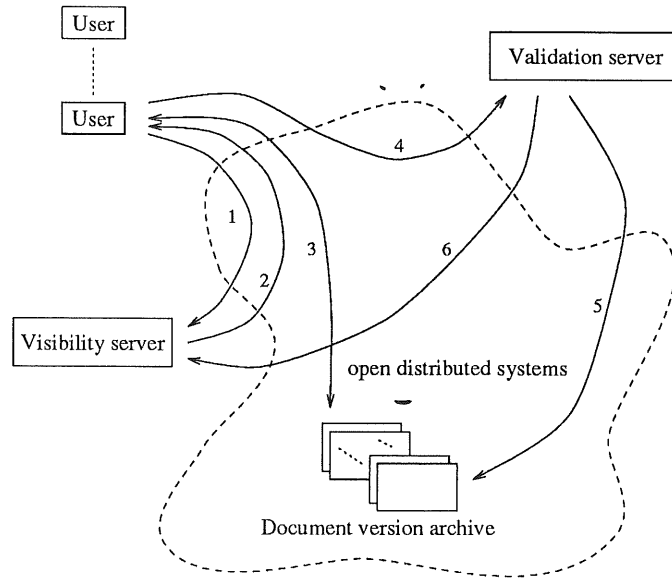 User
Validation server
User
4
1
3
6
2
5
Visibility server
open distributed systems
Document version archive